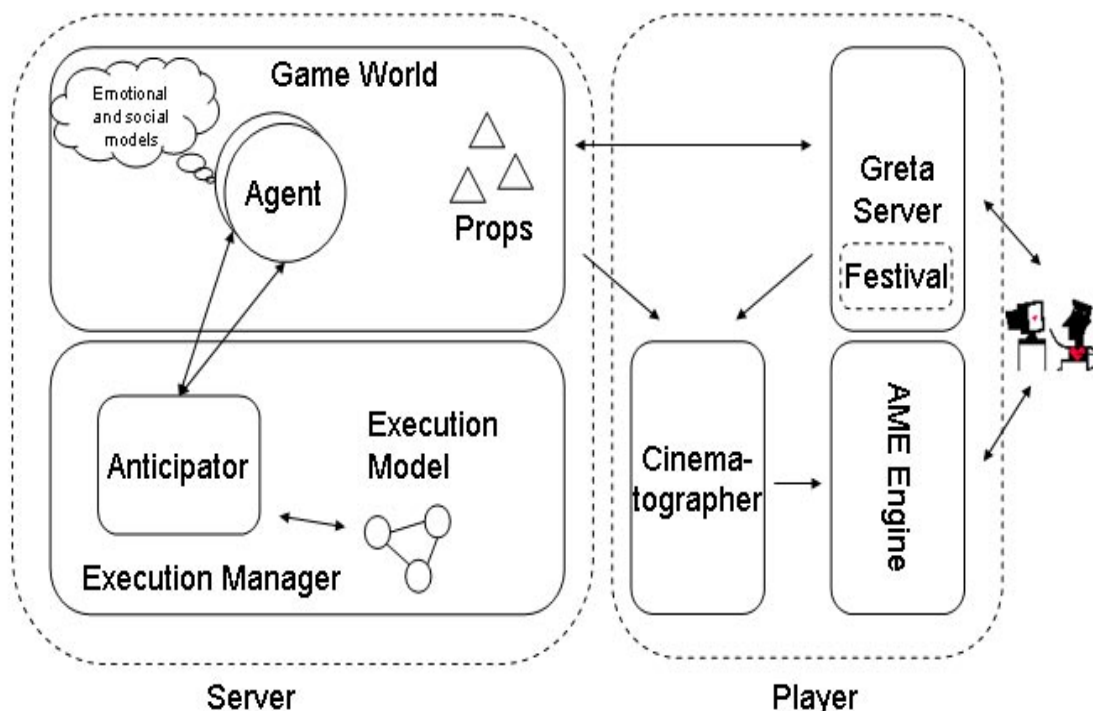 Game World
Emotional
and social
models
Agent
Props
Greta
Server
Festival
Anticipator
Execution
Model
Execution Manager
Cinema-
tographer
AME Engine
Server
Player